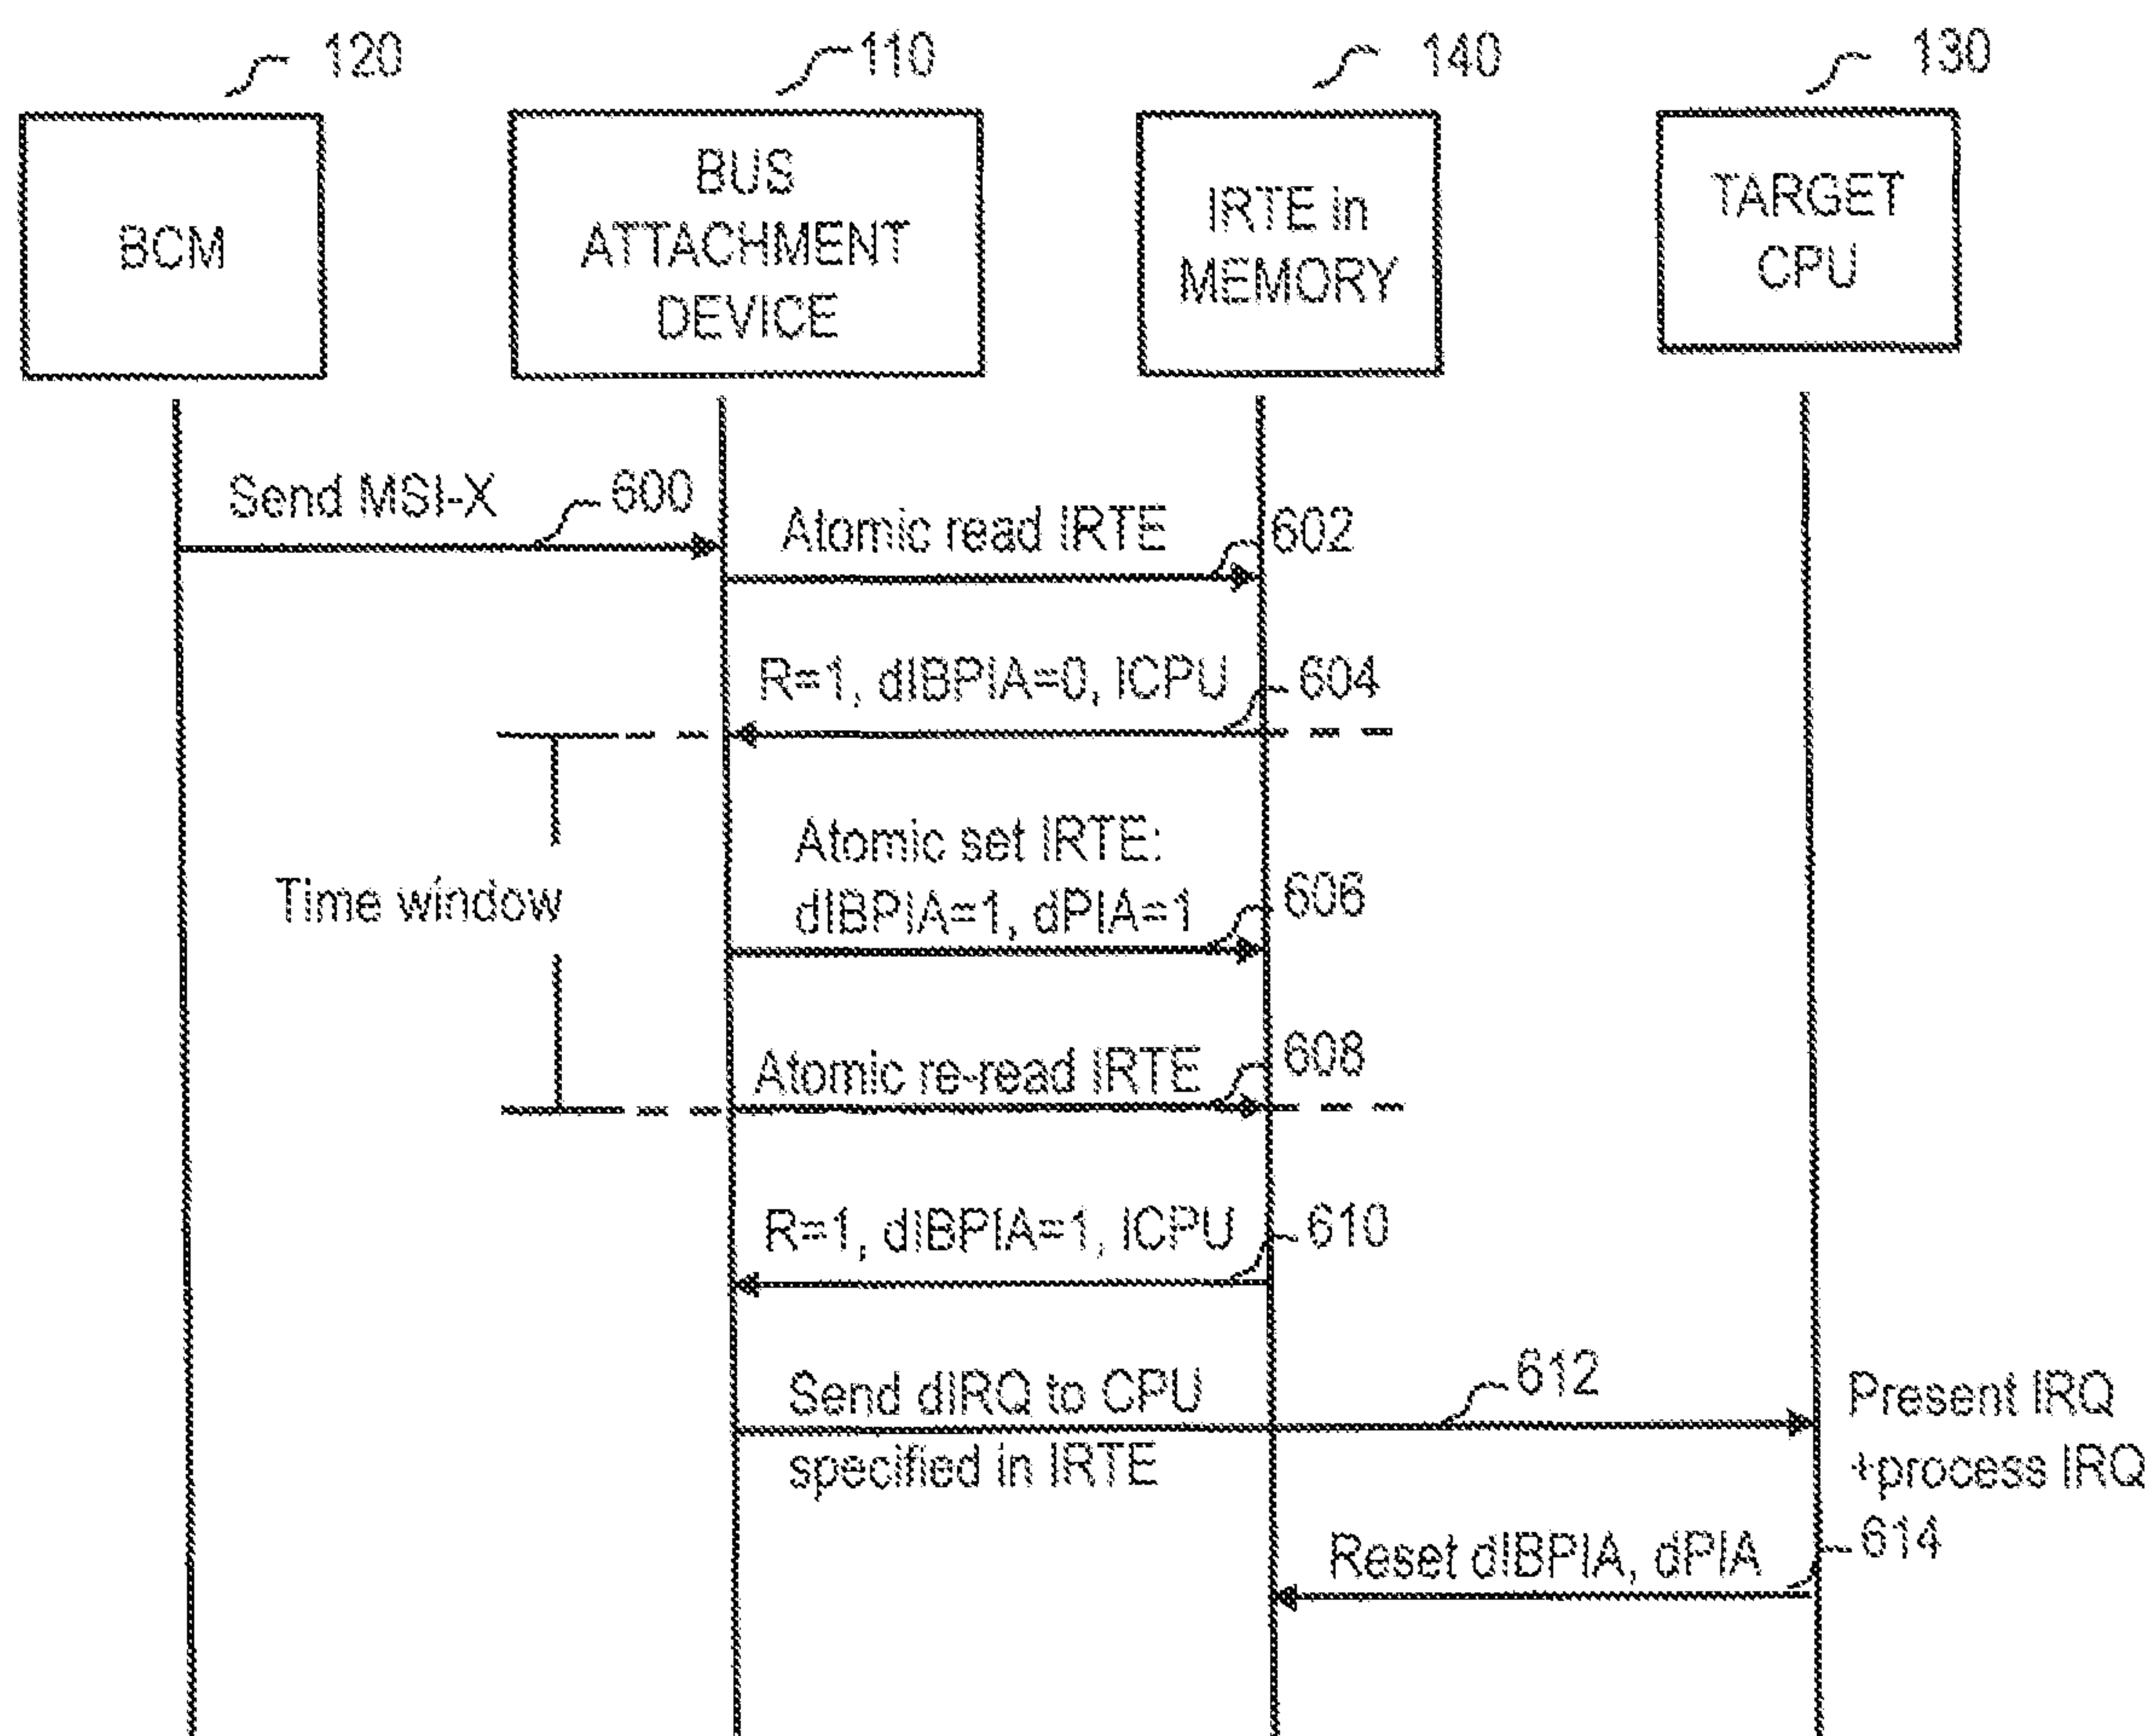 120
110
140
130
BCM
BUS
ATTACHMENT
DEVICE
IRTE in
MEMORY
TARGET
CPU
Send MSI-X
600
Atomic read IRTE
602
R=1, dIBPIA=0, ICPU
604
Atomic set IRTE:
dIBPIA=1, dPIA=1
606
Time window
Atomic re-read IRTE
608
R=1, dIBPIA=1, ICPU
610
Send dIRQ to CPU
specified in IRTE
612
Present IRQ
+process IRQ
Reset dIBPIA, dPIA
614